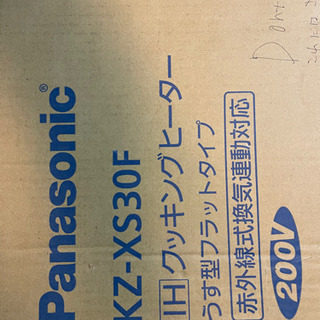 Panasonic®
KZ-XS30F
IH クッキングヒーター
うす型フラットタイプ
赤外線式換気連動対応
200V